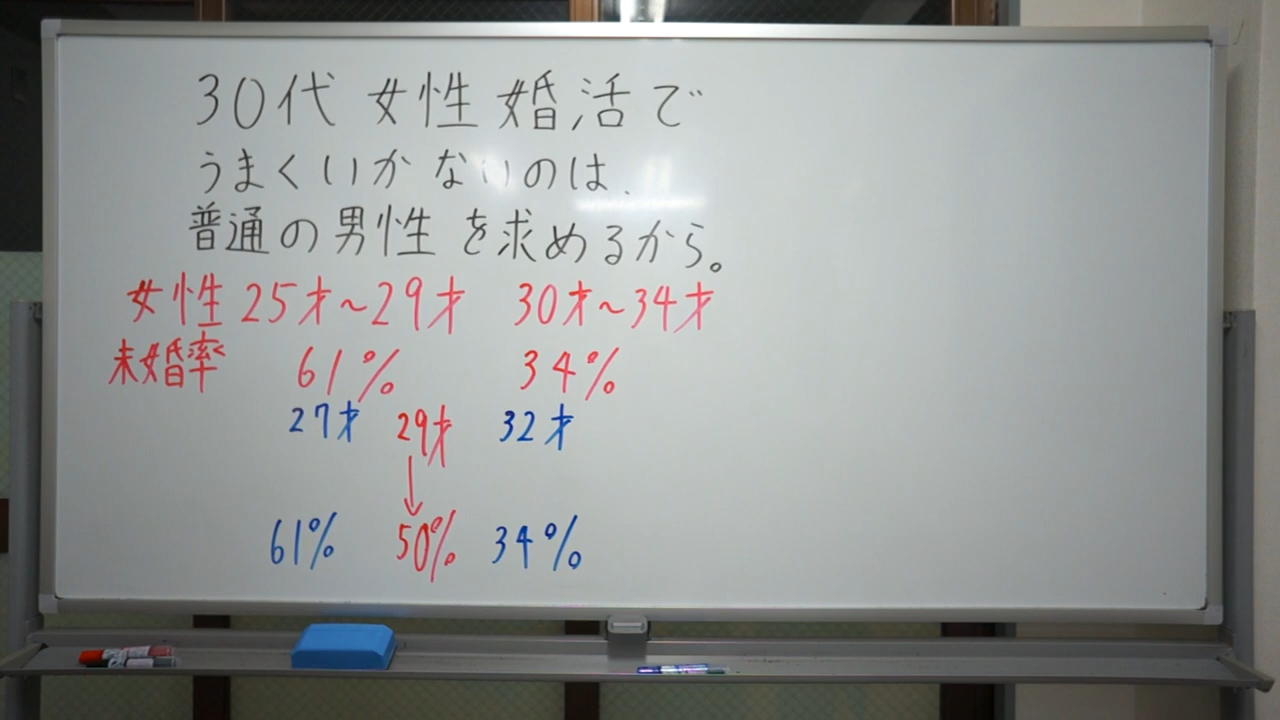 30代女性婚活で
うまくいかないのは、
普通の男性を求めるから。
女性 25才~29才 30才~34才
未婚率 61% 34%
27才 29才 32才
↓
61% 50% 34%